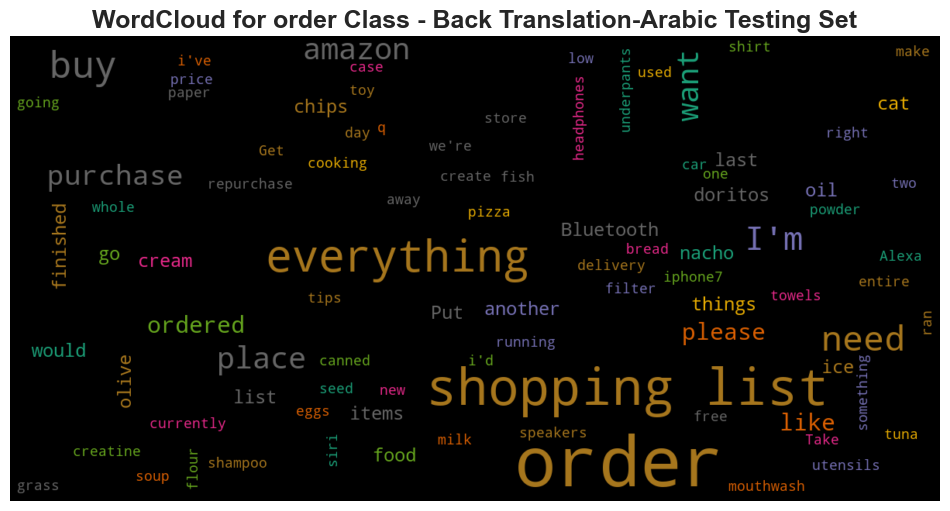 WordCloud for order Class - Back Translation-Arabic Testing Set
buy
i've
price
paper
amazon
case
toy
low
headphones
underpants
used
want
shirt
make
going
chips
day
q
store
cat
right
Get
cooking
we're
car
one
last
purchase
repurchase
create
fish
doritos
oil
two
whole
away
pizza
powder
finished
go
cream
everything
Bluetooth
bread
delivery
nacho
I'm
Alexa
iphone7
filter
entire
tips
Put
another
things
towels
ran
ordered
running
please
need
would
place
canned
i'd
ice
olive
list
seed
new
shopping list
something
eggs
items
free
like
currently
siri
milk
speakers
Take
tuna
creatine
soup
flour
shampoo
food
order
utensils
grass
mouthwash